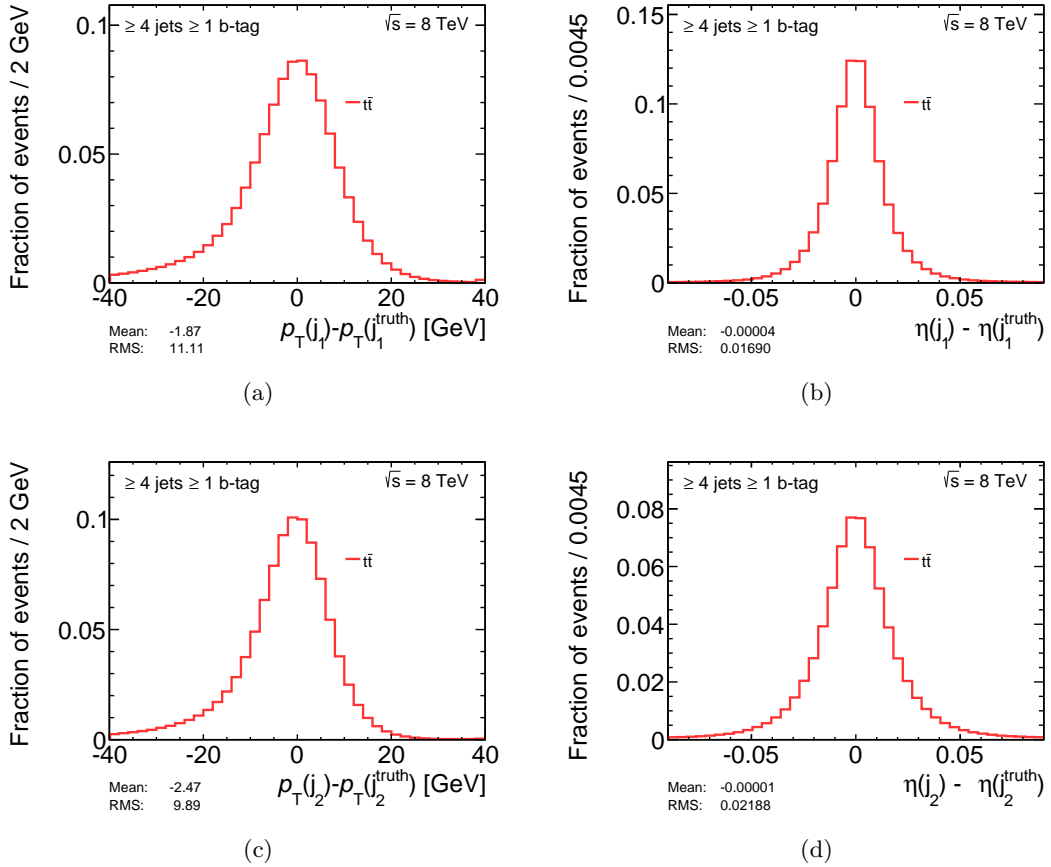 Fraction of events / 2 GeV
≥ 4 jets ≥ 1 b-tag
√s = 8 TeV
tt̄
0.1
0.05
0
-40 -20 0 20 40
p_T(j_1)-p_T(j_1^truth) [GeV]
Mean: -1.87
RMS: 11.11
(a)
Fraction of events / 0.0045
≥ 4 jets ≥ 1 b-tag
√s = 8 TeV
tt̄
0.15
0.1
0.05
0
-0.05 0 0.05
η(j_1) - η(j_1^truth)
Mean: -0.00004
RMS: 0.01690
(b)
Fraction of events / 2 GeV
≥ 4 jets ≥ 1 b-tag
√s = 8 TeV
tt̄
0.1
0.05
0
-40 -20 0 20 40
p_T(j_2)-p_T(j_2^truth) [GeV]
Mean: -2.47
RMS: 9.89
(c)
Fraction of events / 0.0045
≥ 4 jets ≥ 1 b-tag
√s = 8 TeV
tt̄
0.08
0.06
0.04
0.02
0
-0.05 0 0.05
η(j_2) - η(j_2^truth)
Mean: -0.00001
RMS: 0.02188
(d)